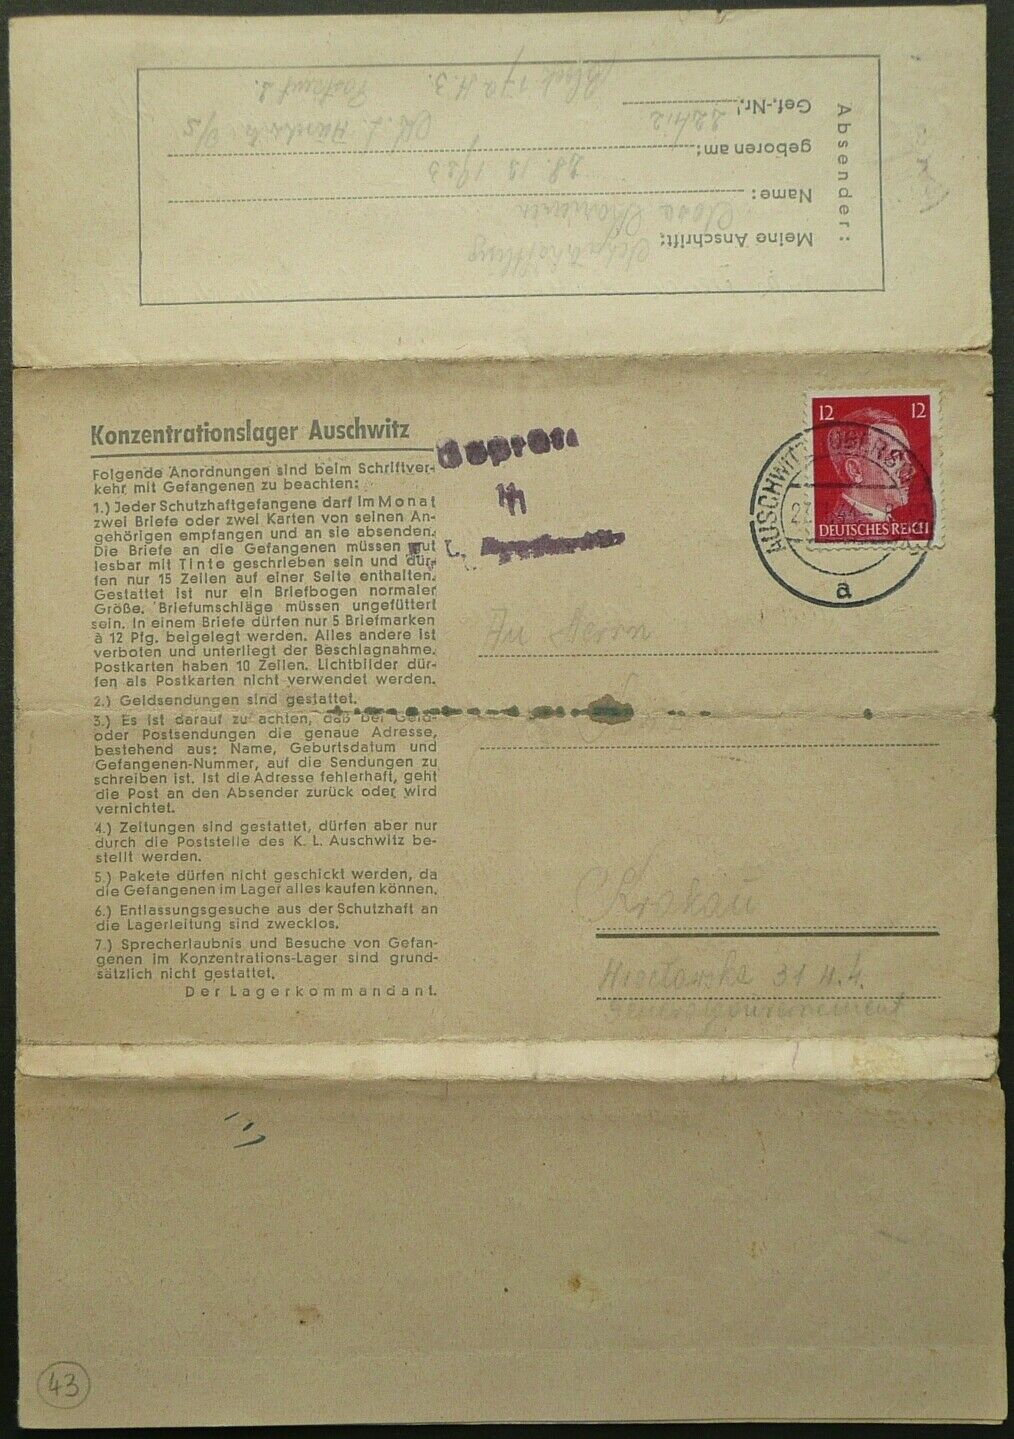 Absender:
Meine Anschrift:
Schutzhäftling
Name:
geboren am:
Gef.-Nr.
Block 17a
Konzentrationslager Auschwitz
Folgende Anordnungen sind beim Schriftver-
kehr mit Gefangenen zu beachten:
1.) Jeder Schutzhaftgefangene darf im Monat
zwei Briefe oder zwei Karten von seinen An-
gehörigen empfangen und an sie absenden.
Die Briefe an die Gefangenen müssen gut
lesbar mit Tinte geschrieben sein und dür-
fen nur 15 Zeilen auf einer Seite enthalten.
Gestattet ist nur ein Briefbogen normaler
Größe. Briefumschläge müssen ungefüttert
sein. In einem Briefe dürfen nur 5 Briefmarken
à 12 Pfg. beigelegt werden. Alles andere ist
verboten und unterliegt der Beschlagnahme.
Postkarten haben 10 Zeilen. Lichtbilder dür-
fen als Postkarten nicht verwendet werden.
2.) Geldsendungen sind gestattet.
3.) Es ist darauf zu achten, daß bei Geld-
oder Postsendungen die genaue Adresse,
bestehend aus: Name, Geburtsdatum und
Gefangenen-Nummer, auf die Sendungen zu
schreiben ist. Ist die Adresse fehlerhaft, geht
die Post an den Absender zurück oder wird
vernichtet.
4.) Zeitungen sind gestattet, dürfen aber nur
durch die Poststelle des K. L. Auschwitz be-
stellt werden.
5.) Pakete dürfen nicht geschickt werden, da
die Gefangenen im Lager alles kaufen können.
6.) Entlassungsgesuche aus der Schutzhaft an
die Lagerleitung sind zwecklos.
7.) Sprecherlaubnis und Besuche von Gefan-
genen im Konzentrations-Lager sind grund-
sätzlich nicht gestattet.
Der Lagerkommandant.
12 12
DEUTSCHES REICH
AUSCHWITZ
a
An Herrn
Krakau
31
Generalgouvernement
43